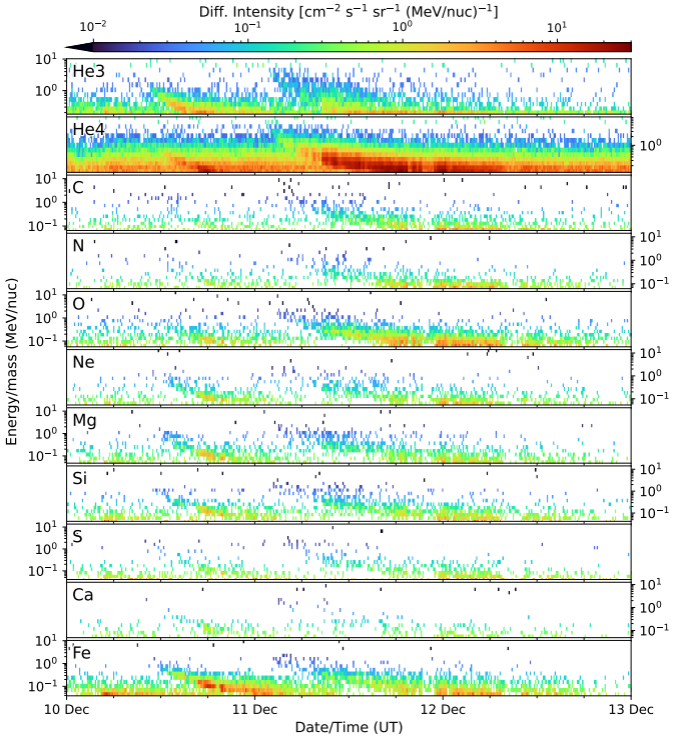 Diff. Intensity [cm⁻² s⁻¹ sr⁻¹ (MeV/nuc)⁻¹]
10⁻² 10⁻¹ 10⁰ 10¹
He3
10¹
10⁰
He4
10⁰
C
10¹
10⁰
10⁻¹
N
10¹
10⁰
10⁻¹
O
10¹
10⁰
10⁻¹
Ne
10¹
10⁰
10⁻¹
Mg
10¹
10⁰
10⁻¹
Si
10¹
10⁰
10⁻¹
S
10¹
10⁰
10⁻¹
Ca
10¹
10⁰
10⁻¹
Fe
10¹
10⁰
10⁻¹
Energy/mass (MeV/nuc)
10 Dec 11 Dec 12 Dec 13 Dec
Date/Time (UT)